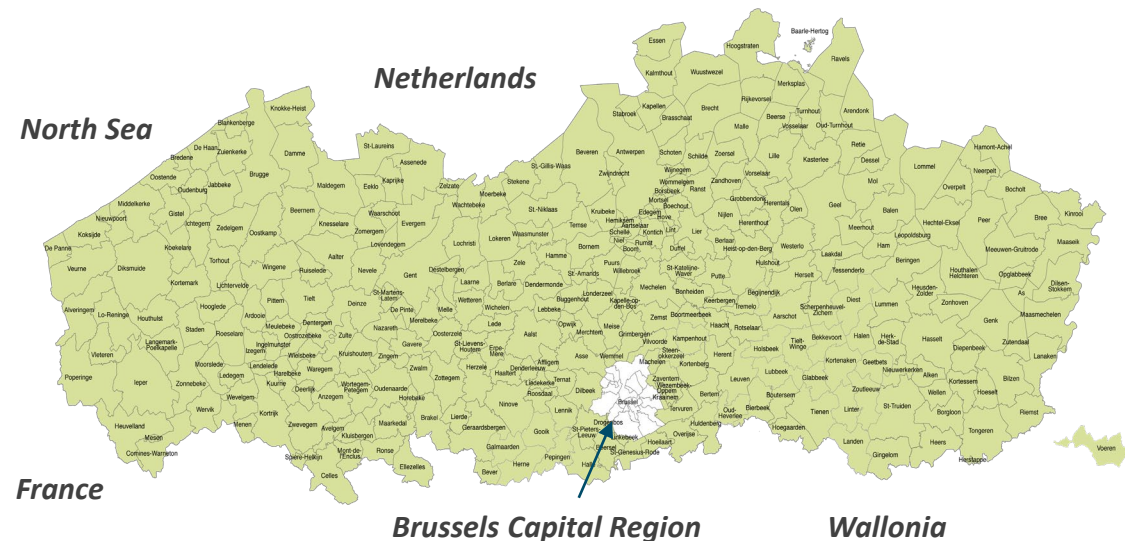 Netherlands
North Sea
France
Brussels Capital Region
Wallonia
Baarle-Hertog
Essen
Hoogstraten
Ravels
Kalmthout
Wuustwezel
Merksplas
Knokke-Heist
Blankenberge
Kapellen
Stabroek
Brecht
Rijkevorsel
Turnhout
Arendonk
Brasschaat
Beerse
Vosselaar
Oud-Turnhout
Malle
De Haan
Zuienkerke
Damme
St-Laureins
Assenede
Bredene
Oostende
Brugge
Jabbeke
Oudenburg
Maldegem
Eeklo
Kaprijke
Zelzate
Stekene
St.-Gillis-Waas
Beveren
Antwerpen
Zwijndrecht
Schoten
Schilde
Zoersel
Wijnegem
Wommelgem
Borsbeek
Ranst
Zandhoven
Vorselaar
Lille
Kasterlee
Retie
Dessel
Mol
Lommel
Hamont-Achel
Neerpelt
Overpelt
Bocholt
Middelkerke
Nieuwpoort
Gistel
Ichtegem
Zedelgem
Oostkamp
Beernem
Knesselare
Waarschoot
Zomergem
Lovendegem
Evergem
Wachtebeke
Moerbeke
St.-Niklaas
Kruibeke
Temse
Hemiksem
Aartselaar
Schelle
Niel
Boom
Rumst
Kontich
Edegem
Mortsel
Boechout
Hove
Lint
Lier
Duffel
Nijlen
Grobbendonk
Herentals
Herenthout
Olen
Geel
Meerhout
Balen
Leopoldsburg
Hechtel-Eksel
Peer
Bree
Kinrooi
Maaseik
De Panne
Koksijde
Veurne
Diksmuide
Koekelare
Kortemark
Torhout
Lichtervelde
Wingene
Ruiselede
Aalter
Nevele
Gent
Lochristi
Lokeren
Waasmunster
Destelbergen
Laarne
Zele
Berlare
Hamme
Dendermonde
Bornem
Puurs
St.-Amands
Willebroek
Mechelen
St-Katelijne-
Waver
Putte
Berlaar
Heist-op-den-Berg
Hulshout
Westerlo
Herselt
Laakdal
Tessenderlo
Ham
Beringen
Heusden-
Zolder
Houthalen
Helchteren
Meeuwen-Gruitrode
Opglabbeek
Dilsen-
Stokkem
Alveringem
Lo-Reninge
Houthulst
Hooglede
Staden
Roeselare
Ardooie
Pittem
Tielt
Meulebeke
Dentergem
Deinze
St-Martens-
Latem
De Pinte
Merelbeke
Melle
Wetteren
Wichelen
Lebbeke
Buggenhout
Londerzeel
Kapelle-op-
den-Bos
Zemst
Bonheiden
Keerbergen
Boortmeerbeek
Haacht
Tremelo
Begijnendijk
Rotselaar
Aarschot
Scherpenheuvel-
Zichem
Diest
Lummen
Zonhoven
Genk
As
Maasmechelen
Vleteren
Langemark-
Poelkapelle
Ieper
Zonnebeke
Moorslede
Ledegem
Izegem
Ingelmunster
Oostrozebeke
Wielsbeke
Lendelede
Harelbeke
Kuurne
Deerlijk
Waregem
Zulte
Kruishoutem
Nazareth
Zingem
Gavere
Oosterzele
St-Lievens-
Houtem
Lede
Erpe-
Mere
Aalst
Opwijk
Merchtem
Meise
Grimbergen
Vilvoorde
Kampenhout
Steen-
okkerzeel
Herent
Holsbeek
Tielt-
Winge
Bekkevoort
Halen
Herk-
de-Stad
Hasselt
Diepenbeek
Zutendaal
Lanaken
Poperinge
Heuvelland
Mesen
Comines-Warneton
Wervik
Menen
Wevelgem
Kortrijk
Zwevegem
Anzegem
Wortegem-
Petegem
Oudenaarde
Horebeke
Zwalm
Zottegem
Herzele
Haaltert
Denderleeuw
Liedekerke
Affligem
Asse
Wemmel
Machelen
Zaventem
Kortenberg
Wezembeek-
Oppem
Kraainem
Leuven
Lubbeek
Glabbeek
Kortenaken
Geetbets
Nieuwerkerken
Alken
Kortessem
Bilzen
Hoeselt
Riemst
Spiere-Helkijn
Avelgem
Kluisbergen
Mont-de-
l'Enclus
Celles
Ronse
Maarkedal
Ellezelles
Brakel
Lierde
Geraardsbergen
Ninove
Roosdaal
Ternat
Dilbeek
Lennik
Gooik
Galmaarden
Bever
Herne
Pepingen
Halle
Beersel
St-Pieters-
Leeuw
Drogenbos
Linkebeek
St-Genesius-Rode
Brussel
Hoeilaart
Overijse
Tervuren
Bertem
Huldenberg
Oud-
Heverlee
Bierbeek
Boutersem
Hoegaarden
Tienen
Linter
Zoutleeuw
St-Truiden
Landen
Gingelom
Wellen
Borgloon
Heers
Tongeren
Herstappe
Voeren